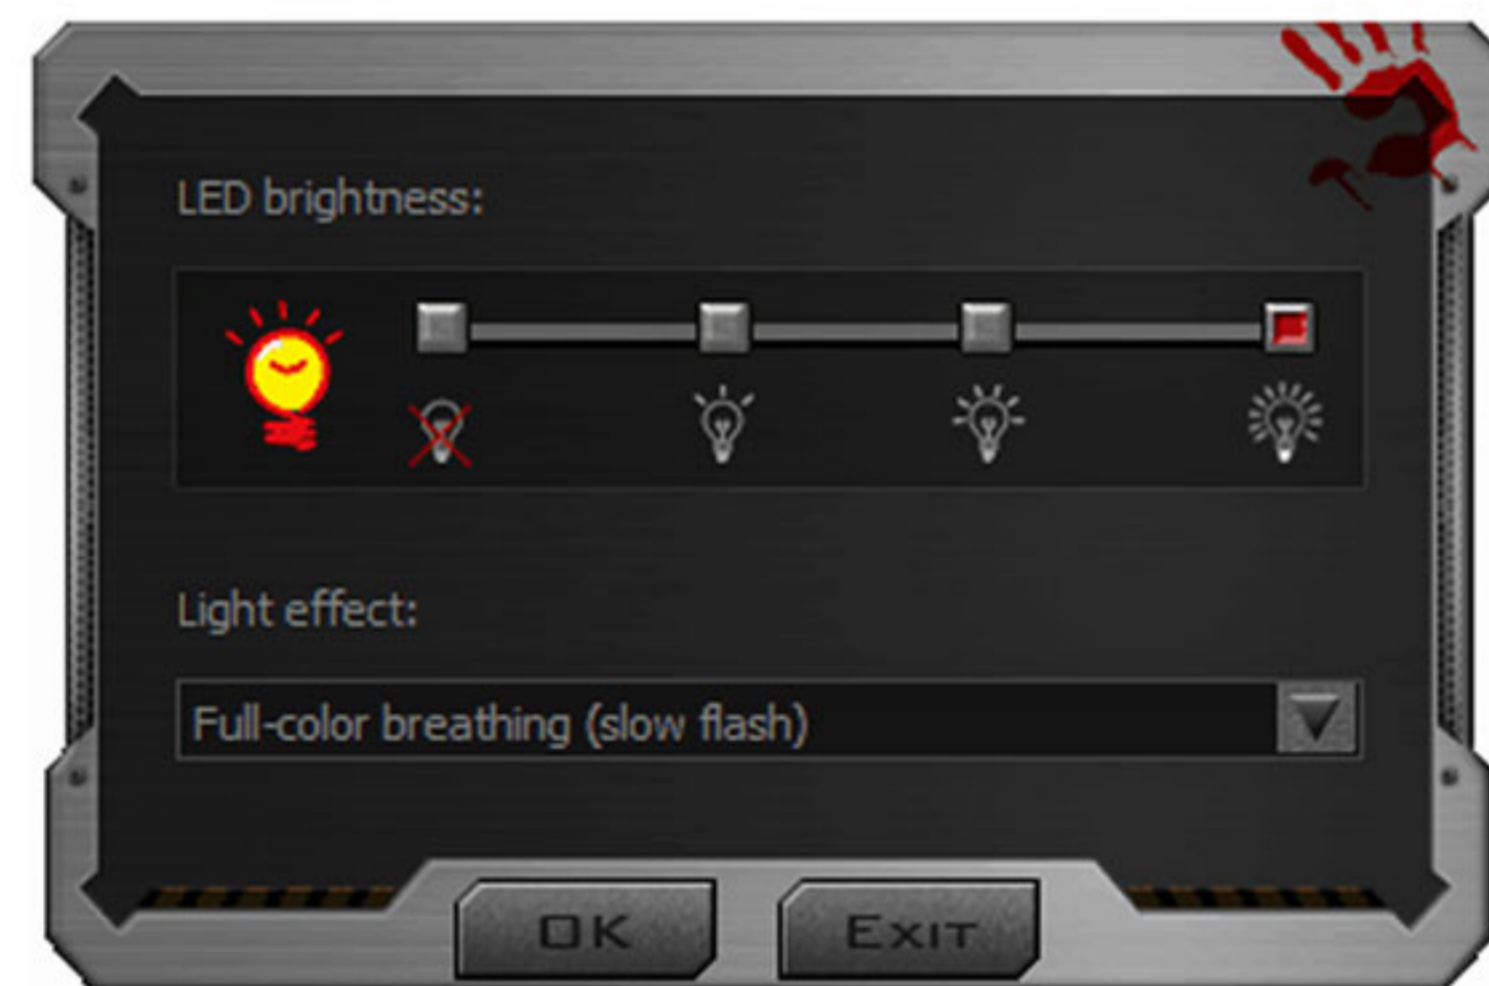 LED brightness:
Light effect:
Full-color breathing (slow flash)
OK
EXIT